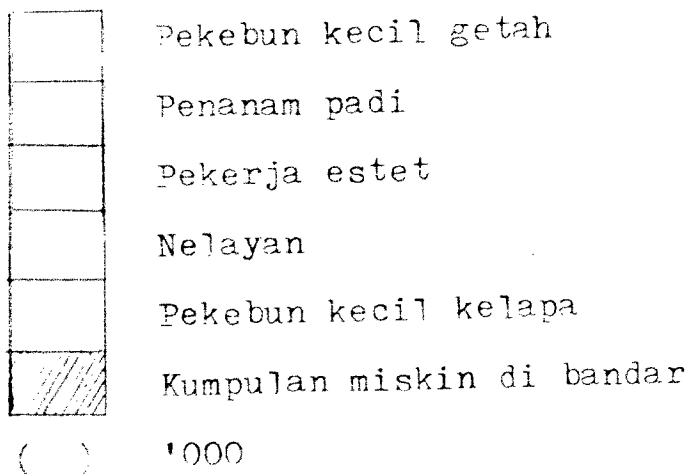 Pekebun kecil getah
Penanam padi
Pekerja estet
Nelayan
Pekebun kecil kelapa
Kumpulan miskin di bandar
( ) '000